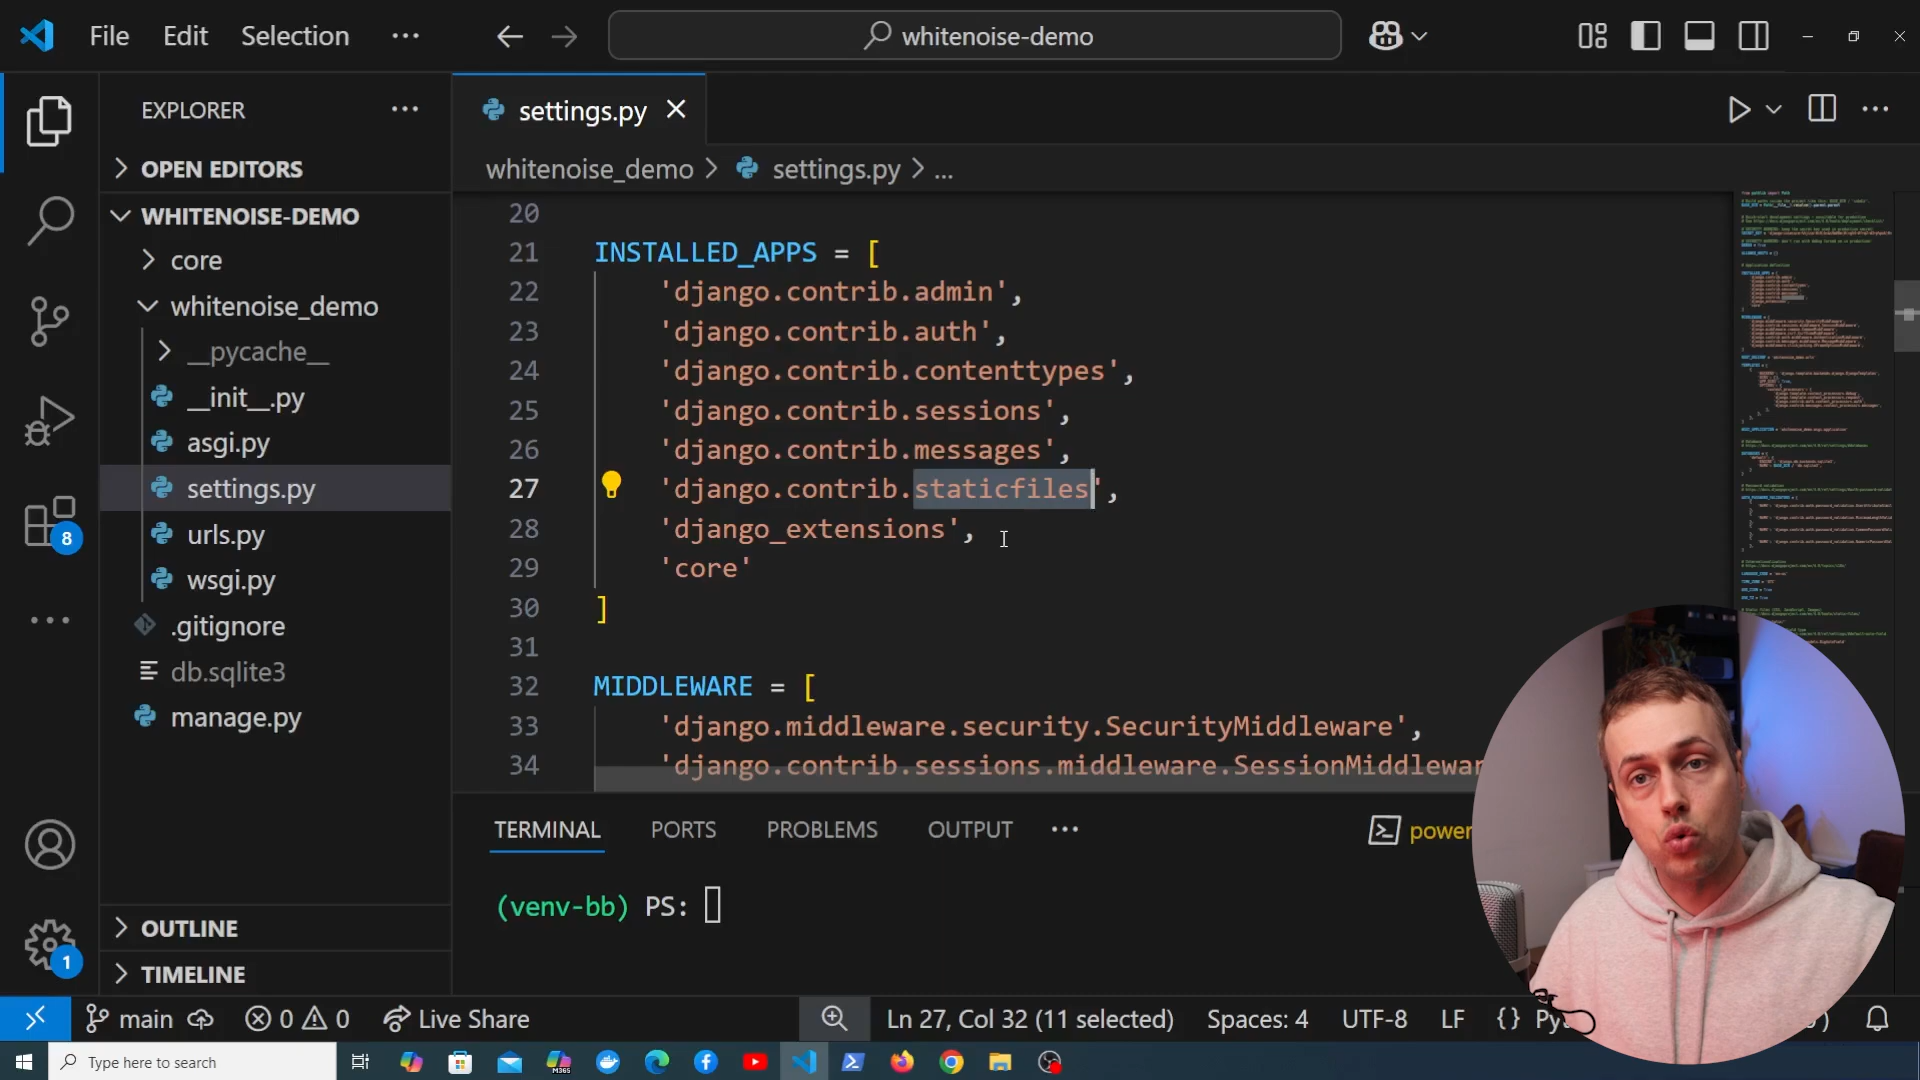 File Edit Selection ···
whitenoise-demo
EXPLORER ···
settings.py
OPEN EDITORS
whitenoise_demo > settings.py > ...
WHITENOISE-DEMO
core
whitenoise_demo
__pycache__
__init__.py
asgi.py
settings.py
urls.py
wsgi.py
.gitignore
db.sqlite3
manage.py
OUTLINE
TIMELINE
8
1
20
21 INSTALLED_APPS = [
22 'django.contrib.admin',
23 'django.contrib.auth',
24 'django.contrib.contenttypes',
25 'django.contrib.sessions',
26 'django.contrib.messages',
27 'django.contrib.staticfiles',
28 'django_extensions',
29 'core'
30 ]
31
32 MIDDLEWARE = [
33 'django.middleware.security.SecurityMiddleware',
34 'django.contrib.sessions.middleware.SessionMiddlewar
TERMINAL PORTS PROBLEMS OUTPUT ···
power
(venv-bb) PS:
main 0 0 Live Share
Ln 27, Col 32 (11 selected) Spaces: 4 UTF-8 LF {} Py
Type here to search
M365